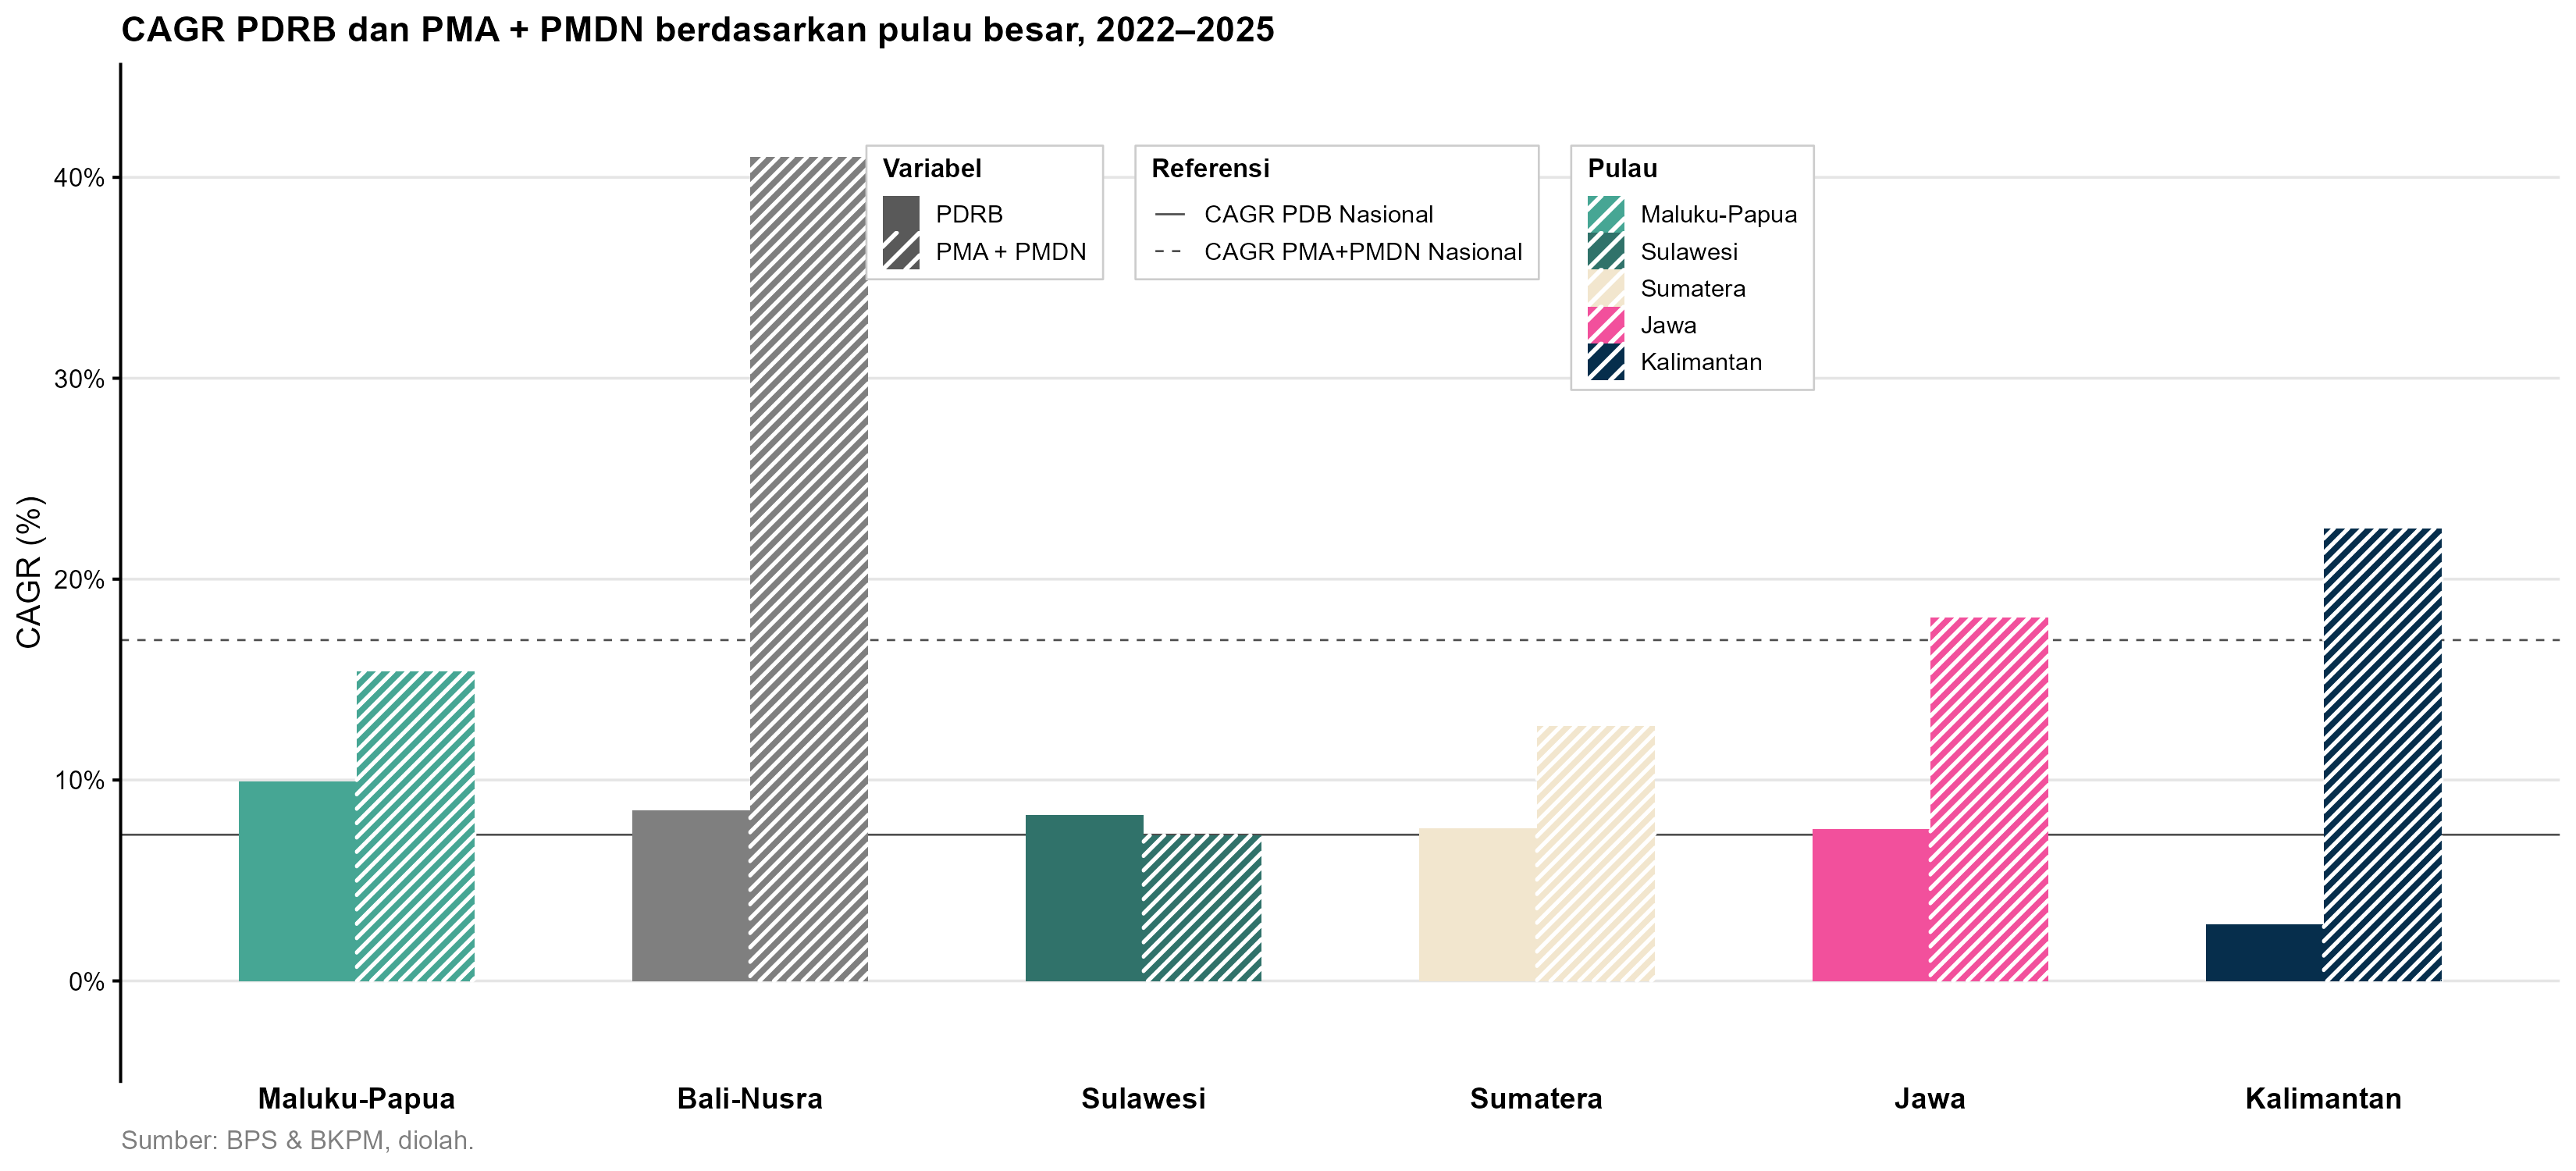 CAGR PDRB dan PMA + PMDN berdasarkan pulau besar, 2022–2025
CAGR (%)
40%
30%
20%
10%
0%
Variabel
PDRB
PMA + PMDN
Referensi
CAGR PDB Nasional
CAGR PMA+PMDN Nasional
Pulau
Maluku-Papua
Sulawesi
Sumatera
Jawa
Kalimantan
Maluku-Papua
Bali-Nusra
Sulawesi
Sumatera
Jawa
Kalimantan
Sumber: BPS & BKPM, diolah.